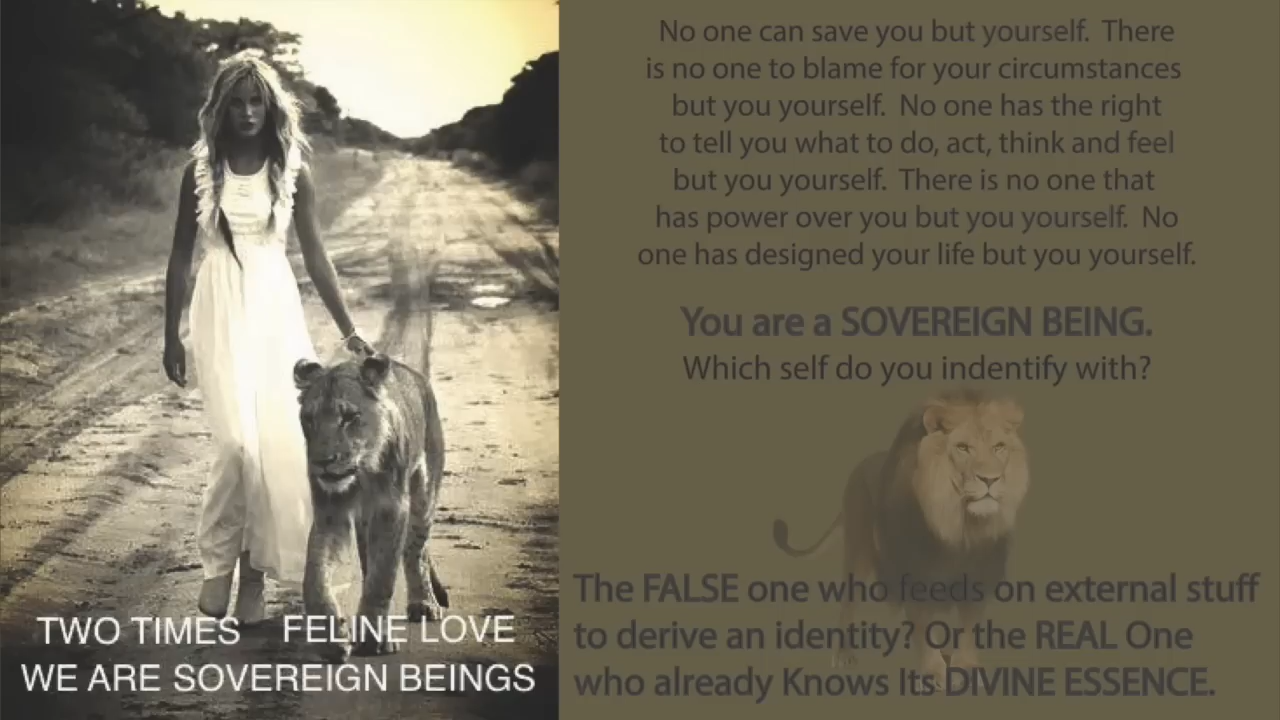 TWO TIMES FELINE LOVE
WE ARE SOVEREIGN BEINGS
No one can save you but yourself. There
is no one to blame for your circumstances
but you yourself. No one has the right
to tell you what to do, act, think and feel
but you yourself. There is no one that
has power over you but you yourself. No
one has designed your life but you yourself.
You are a SOVEREIGN BEING.
Which self do you indentify with?
The FALSE one who feeds on external stuff
to derive an identity? Or the REAL One
who already Knows Its DIVINE ESSENCE.